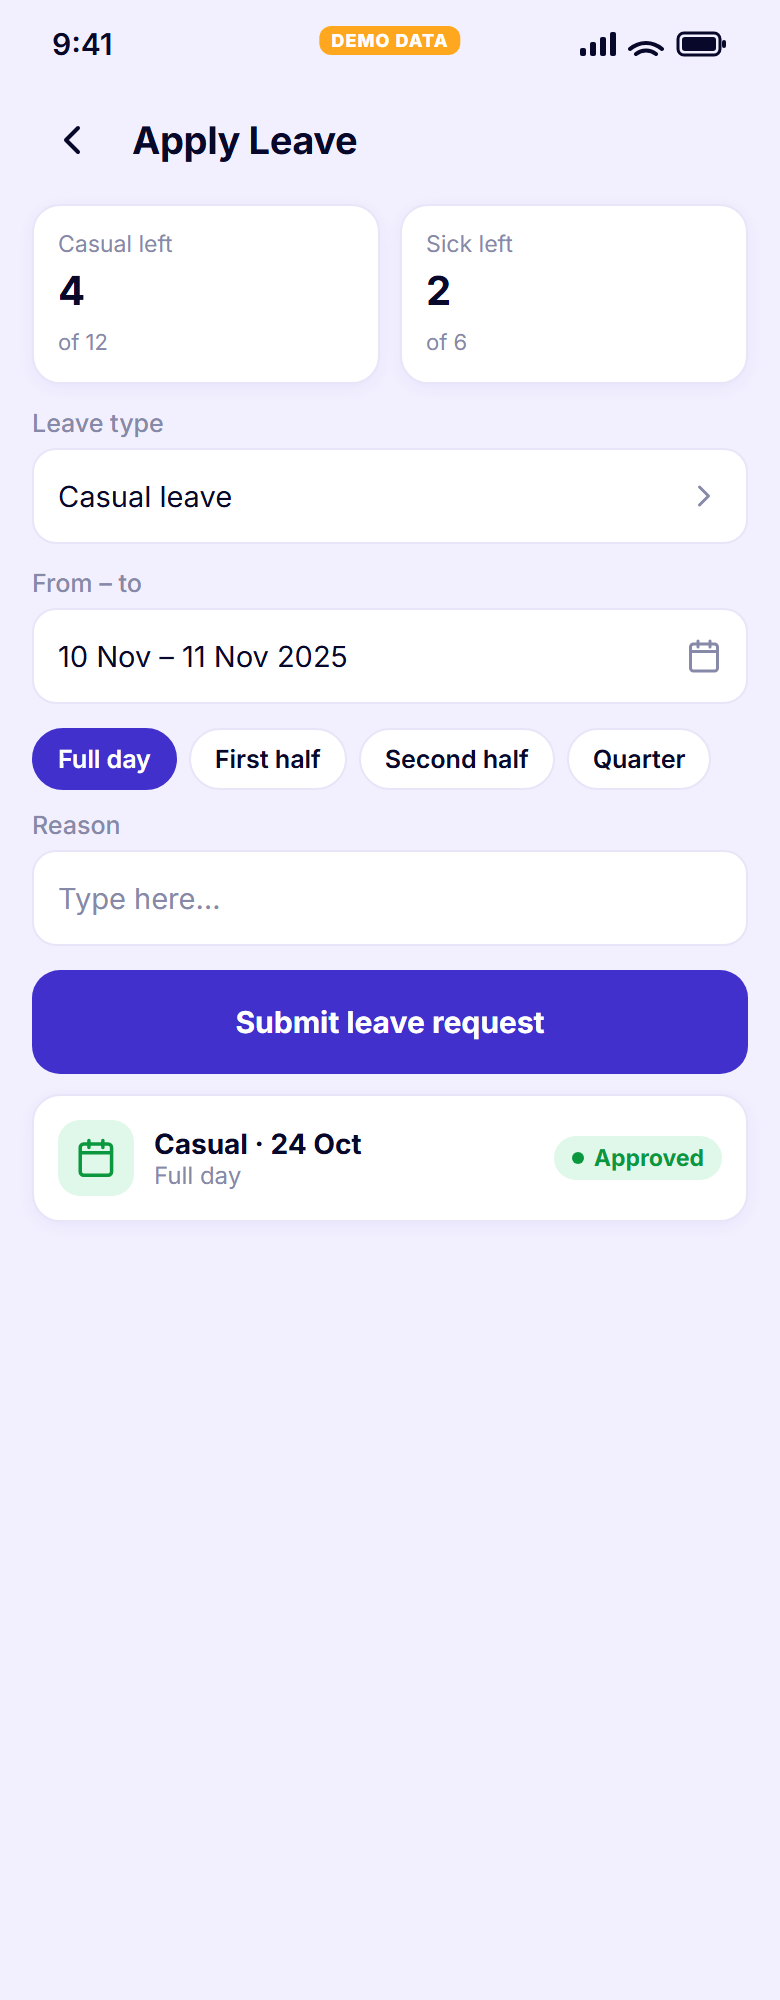 9:41
DEMO DATA
Apply Leave
Casual left
4
of 12
Sick left
2
of 6
Leave type
Casual leave
From – to
10 Nov – 11 Nov 2025
Full day
First half
Second half
Quarter
Reason
Type here...
Submit leave request
Casual · 24 Oct
Full day
Approved